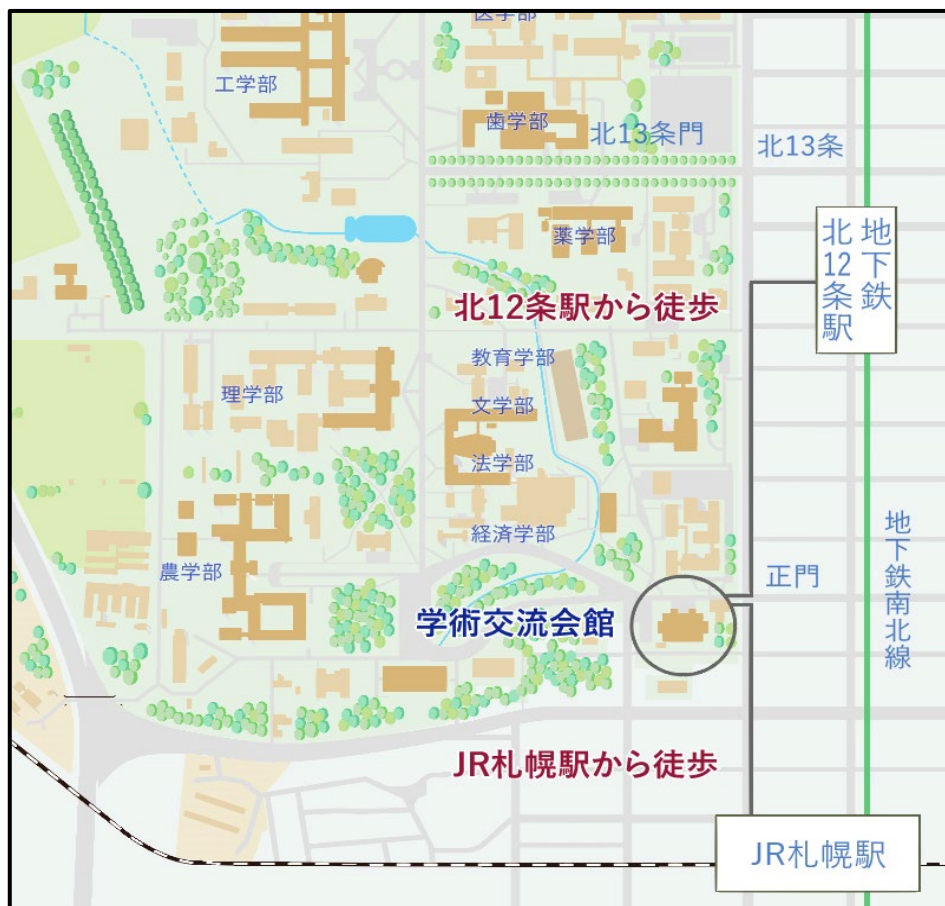 医学部
工学部
歯学部
北13条門
北13条
薬学部
地下鉄
北12条駅
北12条駅から徒歩
教育学部
理学部
文学部
法学部
経済学部
地下鉄南北線
農学部
正門
学術交流会館
JR札幌駅から徒歩
JR札幌駅